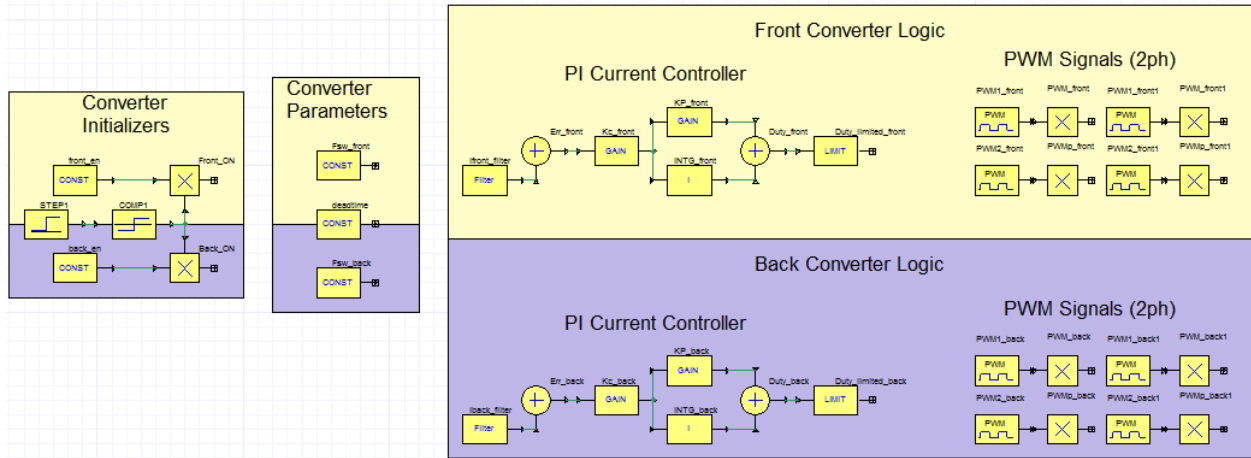 Converter
Initializers
front_en
Front_ON
CONST
STEP1
COMP1
back_en
Back_ON
CONST
Converter
Parameters
Fsw_front
CONST
deadtime
CONST
Fsw_back
CONST
Front Converter Logic
PI Current Controller
PWM Signals (2ph)
KP_front
GAIN
Err_front
Kc_front
Duty_front
Duty_limited_front
GAIN
LIMIT
Ifront_filter
Filter
INTG_front
I
PWM1_front
PWM_front
PWM1_front1
PWM_front1
PWM
PWM
PWM2_front
PWMp_front
PWM2_front1
PWMp_front1
PWM
PWM
Back Converter Logic
PI Current Controller
PWM Signals (2ph)
KP_back
GAIN
Err_back
Kc_back
Duty_back
Duty_limited_back
GAIN
LIMIT
Iback_filter
Filter
INTG_back
I
PWM1_back
PWM_back
PWM1_back1
PWM_back1
PWM
PWM
PWM2_back
PWMp_back
PWM2_back1
PWMp_back1
PWM
PWM